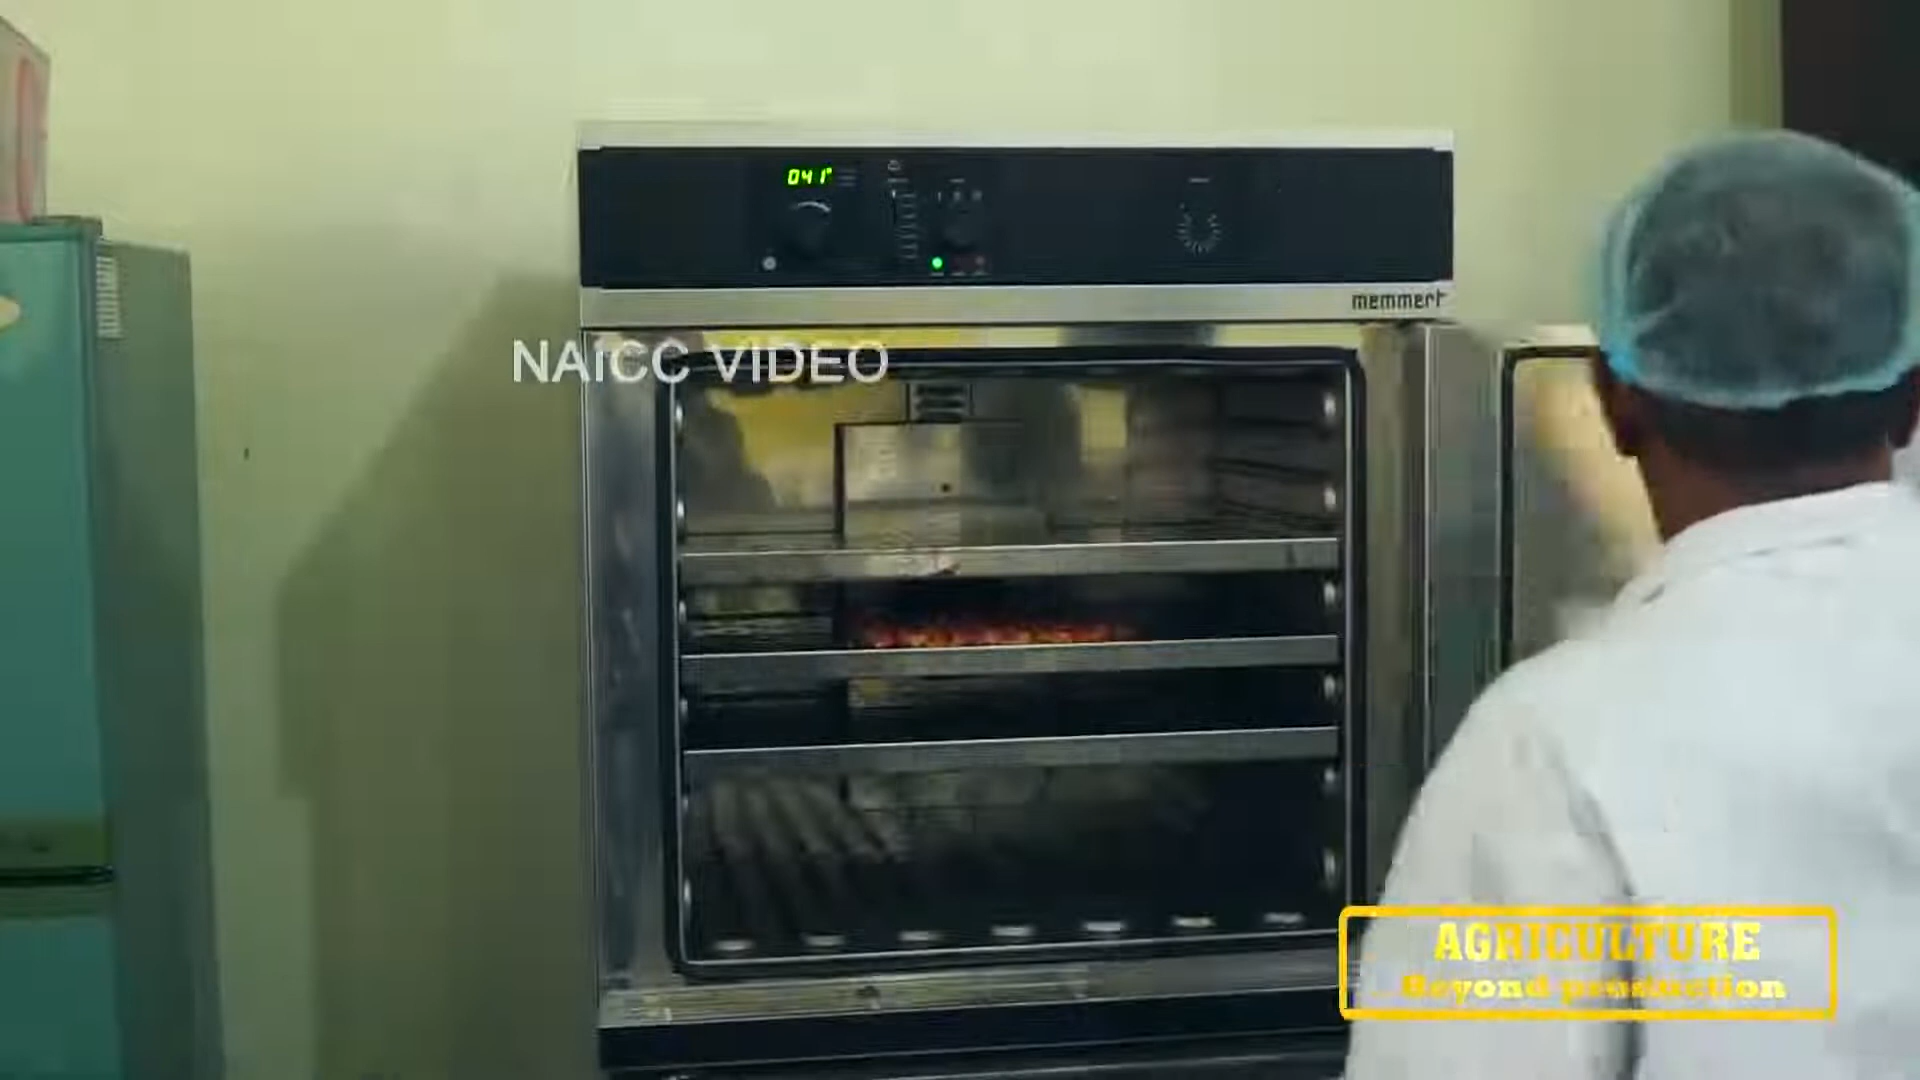 041°
memmert
NAICC VIDEO
AGRICULTURE
Beyond production